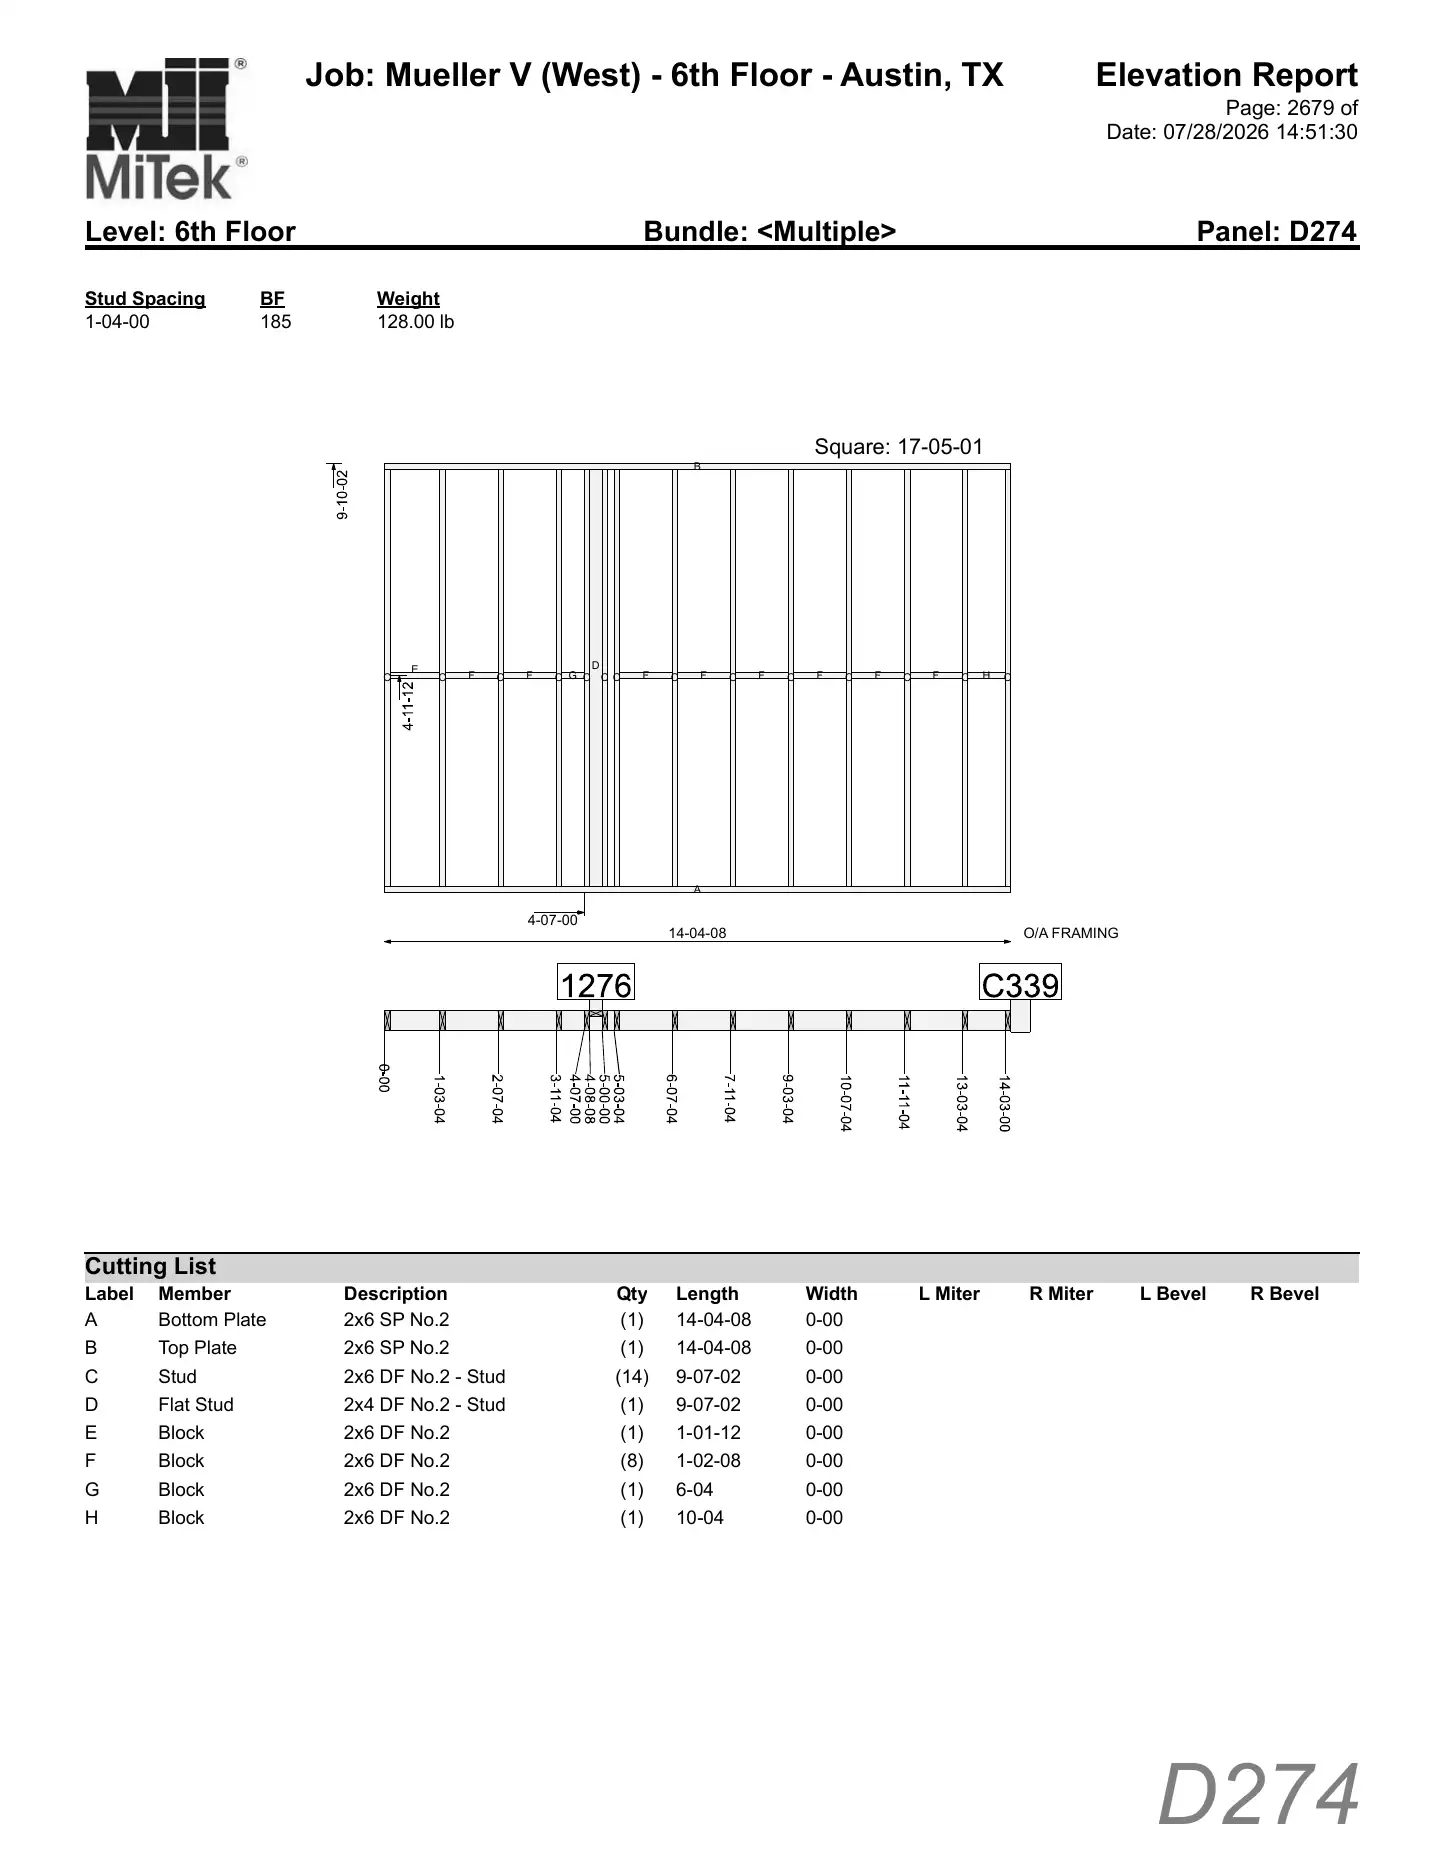 Job: Mueller V (West) - 6th Floor - Austin, TX
Elevation Report
Page: 2679 of
Date: 07/28/2026 14:51:30
MiTek®
Level: 6th Floor Bundle: <Multiple> Panel: D274
Stud Spacing BF Weight
1-04-00 185 128.00 lb
Square: 17-05-01
B
9-10-02
D
E
F F G F F F F F F H
4-11-12
A
4-07-00
14-04-08 O/A FRAMING
1276 C339
0-00 1-03-04 2-07-04 3-11-04 4-07-00 4-08-08 5-00-00 5-03-04 6-07-04 7-11-04 9-03-04 10-07-04 11-11-04 13-03-04 14-03-00
Cutting List
Label Member Description Qty Length Width L Miter R Miter L Bevel R Bevel
A Bottom Plate 2x6 SP No.2 (1) 14-04-08 0-00
B Top Plate 2x6 SP No.2 (1) 14-04-08 0-00
C Stud 2x6 DF No.2 - Stud (14) 9-07-02 0-00
D Flat Stud 2x4 DF No.2 - Stud (1) 9-07-02 0-00
E Block 2x6 DF No.2 (1) 1-01-12 0-00
F Block 2x6 DF No.2 (8) 1-02-08 0-00
G Block 2x6 DF No.2 (1) 6-04 0-00
H Block 2x6 DF No.2 (1) 10-04 0-00
D274